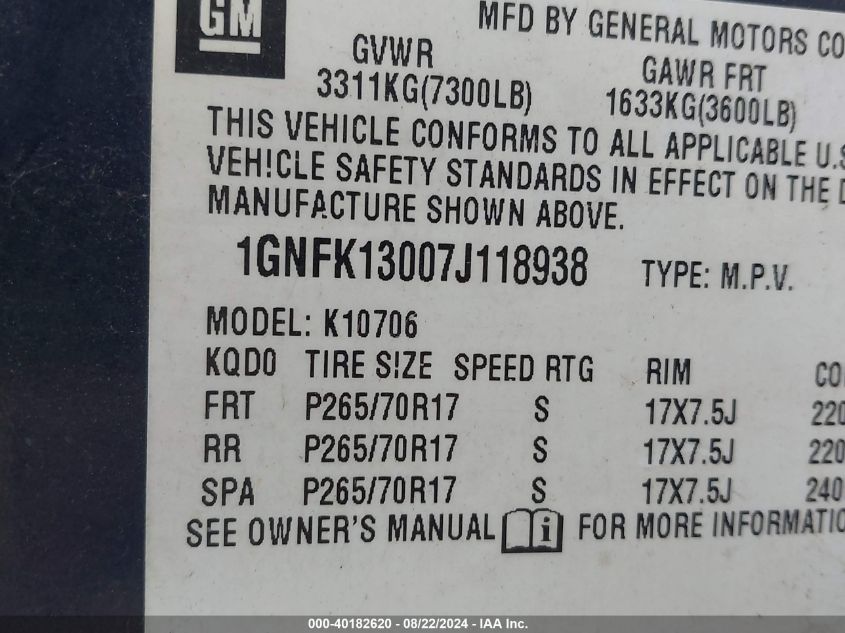 GM
MFD BY GENERAL MOTORS CO
GVWR
GAWR FRT
3311KG(7300LB)
1633KG(3600LB)
THIS VEHICLE CONFORMS TO ALL APPLICABLE U.S
VEHICLE SAFETY STANDARDS IN EFFECT ON THE D
MANUFACTURE SHOWN ABOVE.
1GNFK13007J118938 TYPE: M.P.V.
MODEL: K10706
KQD0 TIRE SIZE SPEED RTG RIM CO
FRT P265/70R17 S 17X7.5J 220
RR P265/70R17 S 17X7.5J 220
SPA P265/70R17 S 17X7.5J 240
SEE OWNER'S MANUAL i FOR MORE INFORMATIO
000-40182620 - 08/22/2024 - IAA Inc.